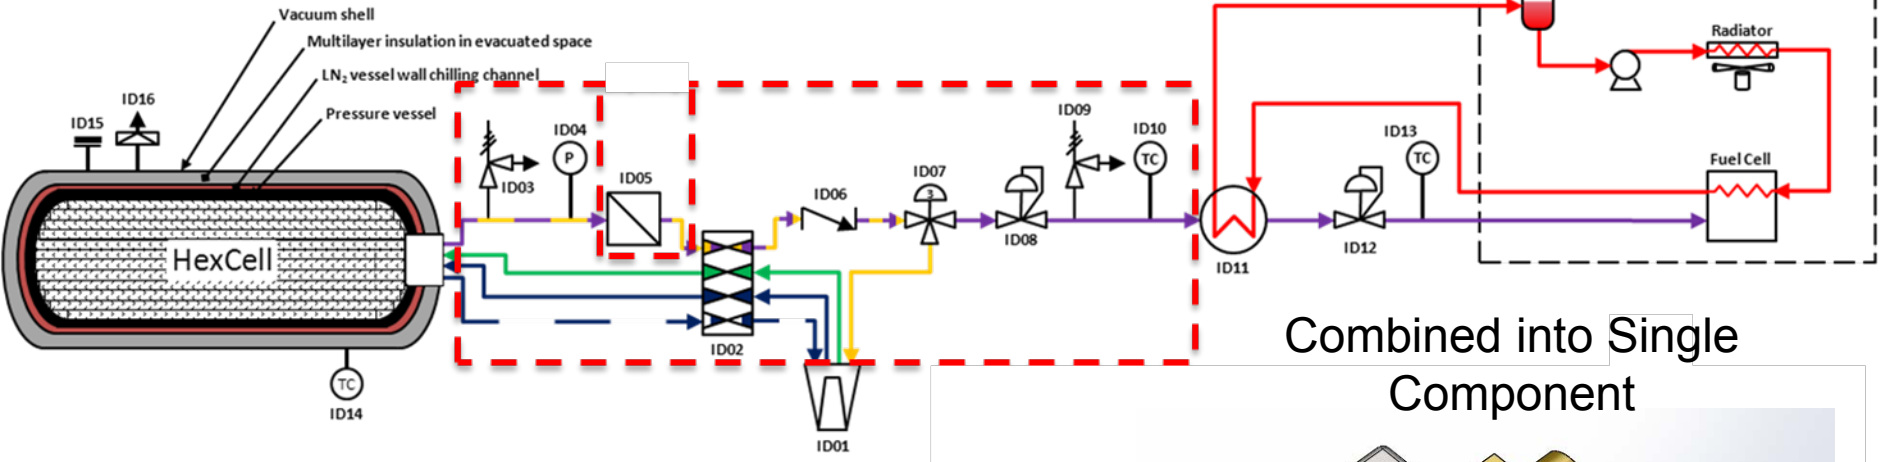 Vacuum shell
Multilayer insulation in evacuated space
LN2 vessel wall chilling channel
Pressure vessel
ID15
ID16
HexCell
TC
ID14
ID03
ID04
P
ID05
ID02
ID01
ID06
ID07
3
ID08
ID09
ID10
TC
ID11
ID12
ID13
TC
Radiator
Fuel Cell
Combined into Single
Component